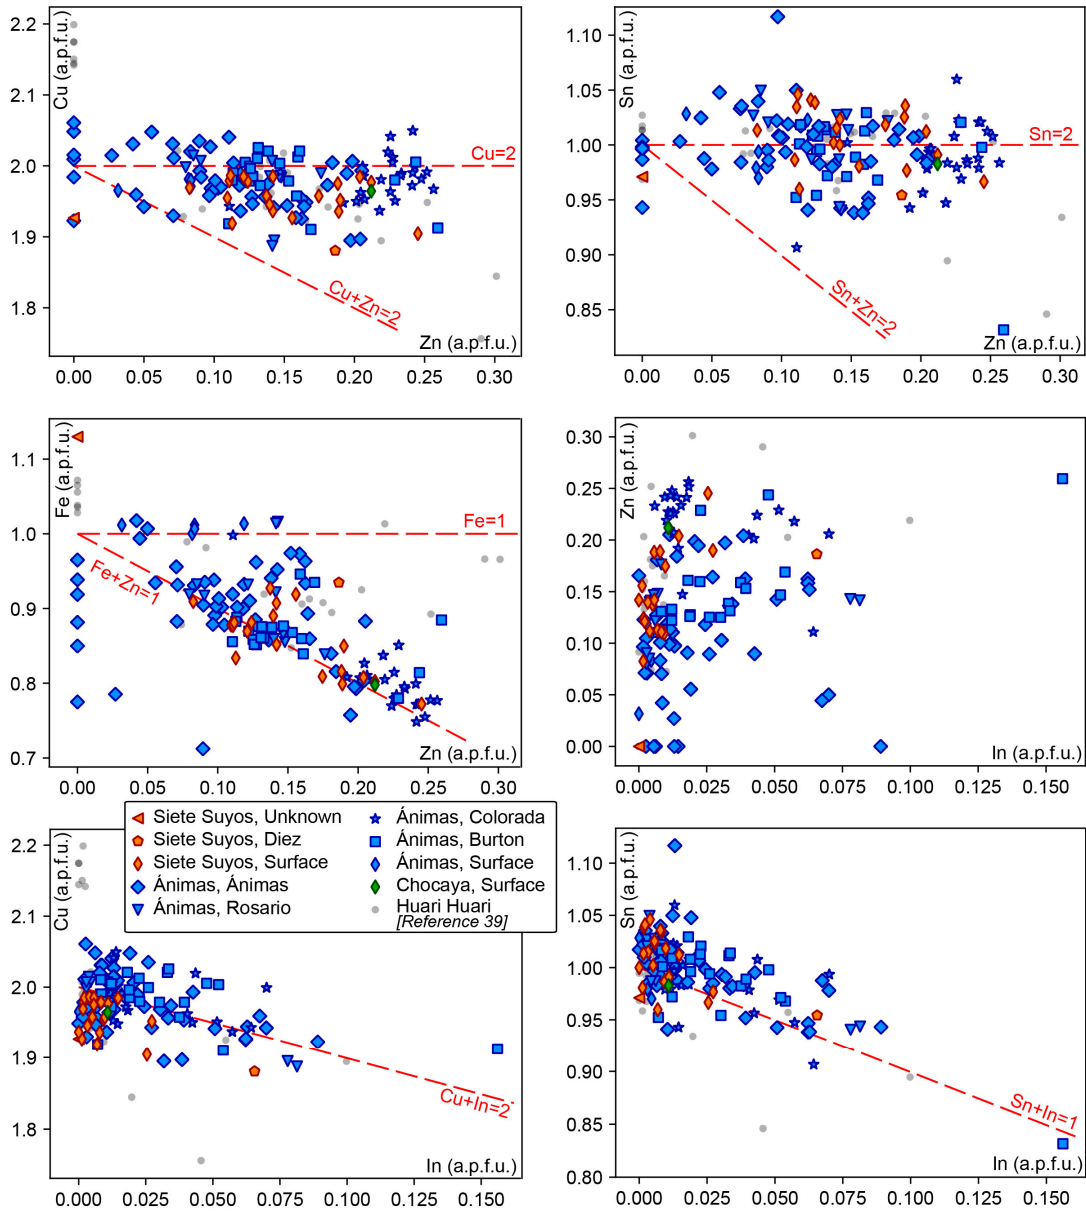 2.2
2.1
2.0
1.9
1.8
Cu (a.p.f.u.)
Cu=2
Cu+Zn=2
Zn (a.p.f.u.)
0.00 0.05 0.10 0.15 0.20 0.25 0.30
1.10
1.05
1.00
0.95
0.90
0.85
Sn (a.p.f.u.)
Sn=2
Sn+Zn=2
Zn (a.p.f.u.)
0.00 0.05 0.10 0.15 0.20 0.25 0.30
1.1
1.0
0.9
0.8
0.7
Fe (a.p.f.u.)
Fe=1
Fe+Zn=1
Zn (a.p.f.u.)
0.00 0.05 0.10 0.15 0.20 0.25 0.30
0.30
0.25
0.20
0.15
0.10
0.05
0.00
Zn (a.p.f.u.)
In (a.p.f.u.)
0.000 0.025 0.050 0.075 0.100 0.125 0.150
Siete Suyos, Unknown
Siete Suyos, Diez
Siete Suyos, Surface
Ánimas, Ánimas
Ánimas, Rosario
Ánimas, Colorada
Ánimas, Burton
Ánimas, Surface
Chocaya, Surface
Huari Huari
[Reference 39]
2.2
2.1
2.0
1.9
1.8
Cu (a.p.f.u.)
Cu+In=2
In (a.p.f.u.)
0.000 0.025 0.050 0.075 0.100 0.125 0.150
1.10
1.05
1.00
0.95
0.90
0.85
0.80
Sn (a.p.f.u.)
Sn+In=1
In (a.p.f.u.)
0.000 0.025 0.050 0.075 0.100 0.125 0.150